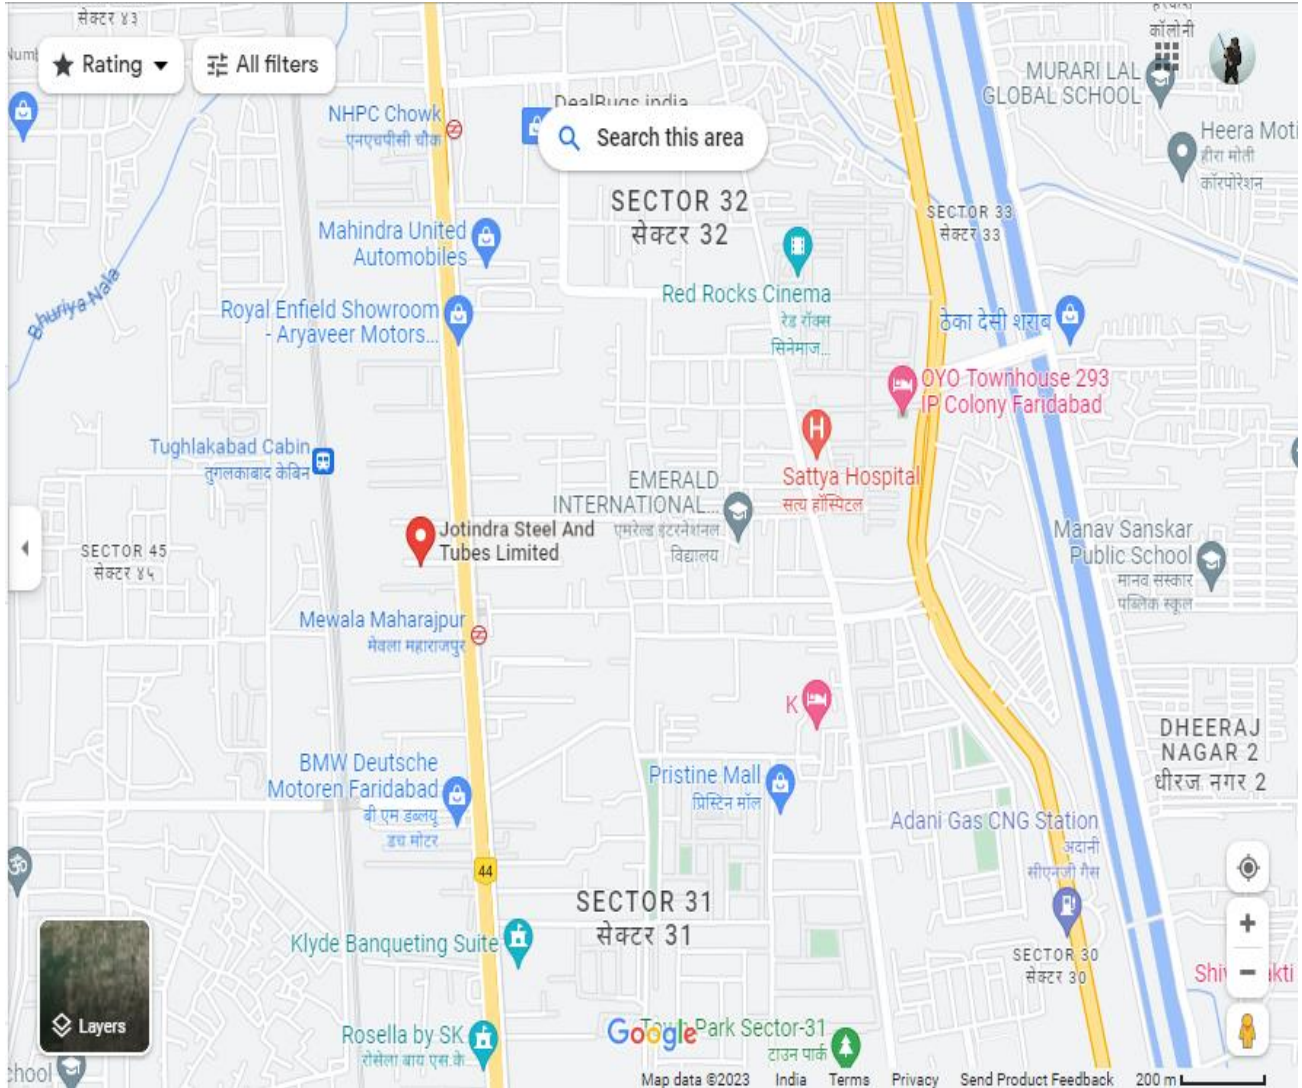 सेक्टर ४३
Rating
All filters
NHPC Chowk
एनएचपीसी चौक
DealBugs india
Search this area
MURARI LAL
GLOBAL SCHOOL
कॉलोनी
Heera Moti
हीरा मोती
कॉरपोरेशन
SECTOR 32
सेक्टर 32
SECTOR 33
सेक्टर 33
Mahindra United
Automobiles
Bhuriya Nala
Royal Enfield Showroom
- Aryaveer Motors...
Red Rocks Cinema
रेड रॉक्स
सिनेमाज...
ठेका देसी शराब
OYO Townhouse 293
IP Colony Faridabad
Tughlakabad Cabin
तुगलकाबाद केबिन
H
Sattya Hospital
सत्य हॉस्पिटल
EMERALD
INTERNATIONAL...
एमरेल्ड इंटरनेशनल
विद्यालय
Jotindra Steel And
Tubes Limited
SECTOR 45
सेक्टर ४५
Manav Sanskar
Public School
मानव संस्कार
पब्लिक स्कूल
Mewala Maharajpur
मेवला महाराजपुर
K
DHEERAJ
NAGAR 2
धीरज नगर 2
BMW Deutsche
Motoren Faridabad
बी एम डब्लयु
डच मोटर
Pristine Mall
प्रिस्टिन मॉल
Adani Gas CNG Station
अदानी
सीएनजी गैस
44
SECTOR 31
सेक्टर 31
Klyde Banqueting Suite
SECTOR 30
सेक्टर 30
Layers
Rosella by SK
रोसेला बाय एस.के
Google
Park Sector-31
टाउन पार्क
Map data ©2023 India Terms Privacy Send Product Feedback 200 m